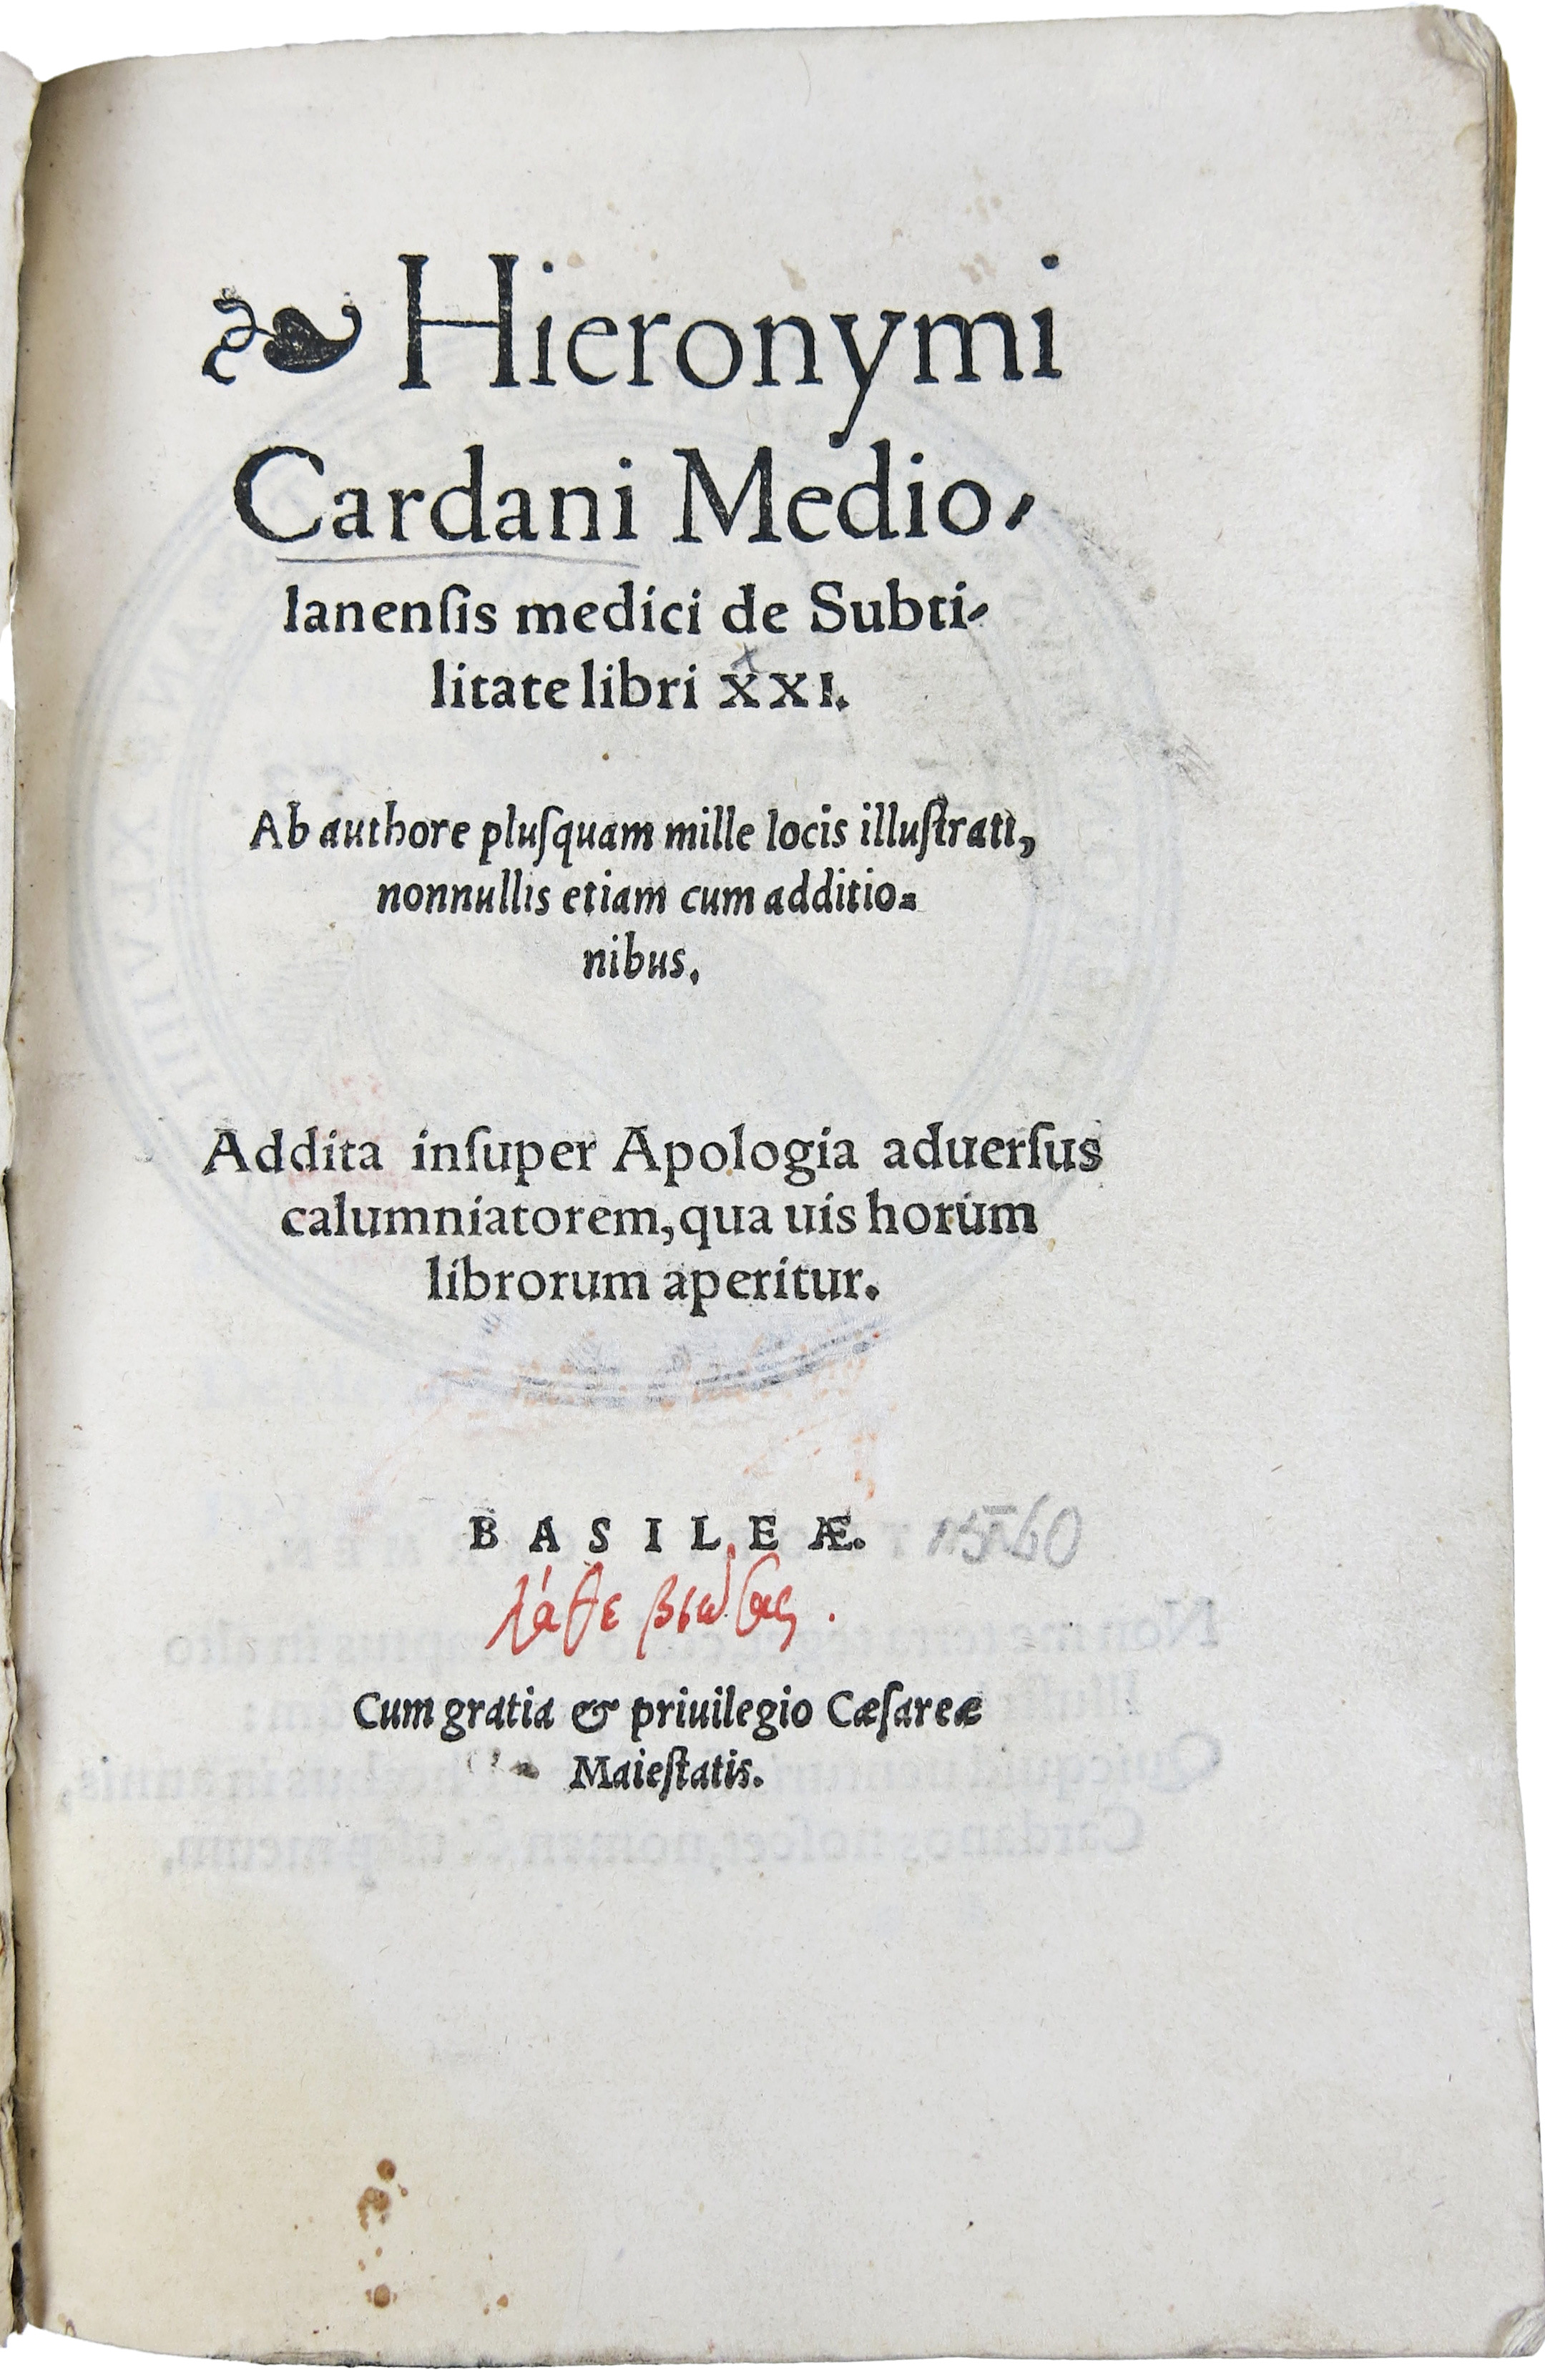 ❧ Hieronymi
Cardani Medio-
lanenſis medici de Subti-
litate libri XXI.
Ab authore pluſquam mille locis illuſtrati,
nonnullis etiam cum additio=
nibus.
Addita inſuper Apologia aduerſus
calumniatorem, qua uis horum
librorum aperitur.
BASILEÆ. 1560
λάθε βιώσας.
Cum gratia & priuilegio Cæſareæ
Maieſtatis.